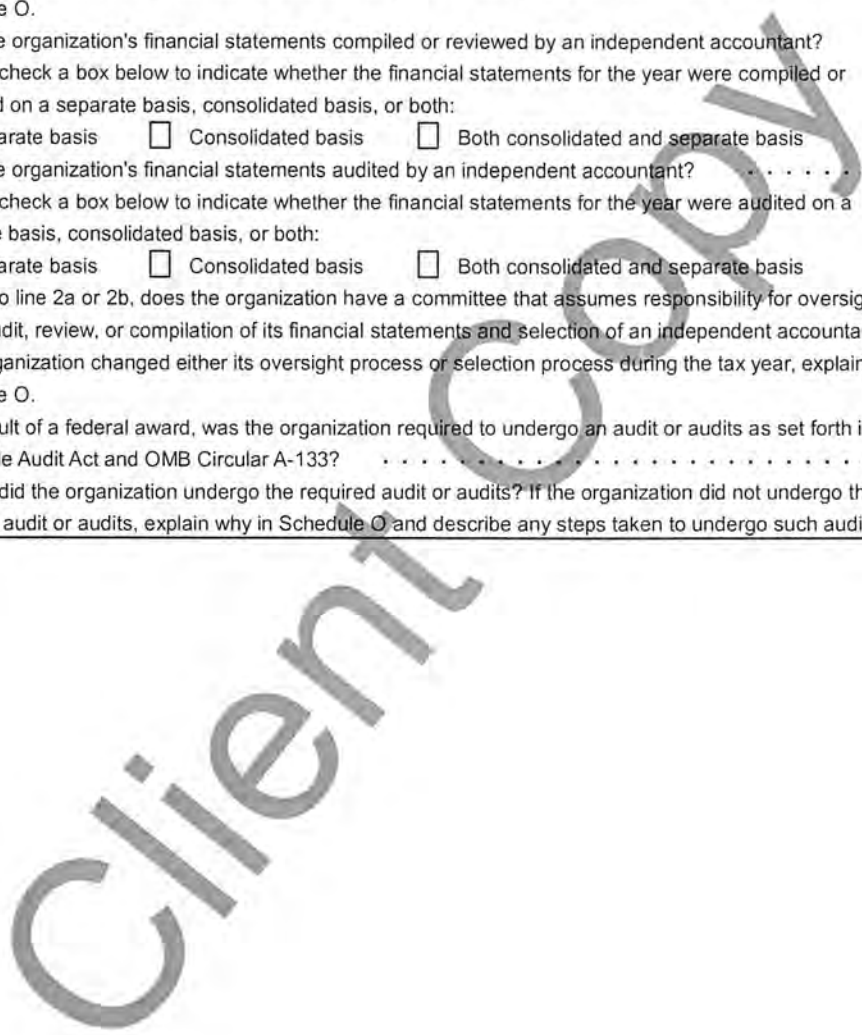 e O.
e organization's financial statements compiled or reviewed by an independent accountant?
check a box below to indicate whether the financial statements for the year were compiled or
d on a separate basis, consolidated basis, or both:
arate basis ☐ Consolidated basis ☐ Both consolidated and separate basis
e organization's financial statements audited by an independent accountant? . . . . . .
check a box below to indicate whether the financial statements for the year were audited on a
e basis, consolidated basis, or both:
arate basis ☐ Consolidated basis ☐ Both consolidated and separate basis
o line 2a or 2b, does the organization have a committee that assumes responsibility for oversig
udit, review, or compilation of its financial statements and selection of an independent accounta
ganization changed either its oversight process or selection process during the tax year, explain
e O.
ult of a federal award, was the organization required to undergo an audit or audits as set forth i
le Audit Act and OMB Circular A-133? . . . . . . . . . . . . . . . . . . . . . . . . . . . .
did the organization undergo the required audit or audits? If the organization did not undergo th
audit or audits, explain why in Schedule O and describe any steps taken to undergo such audi
Client Copy